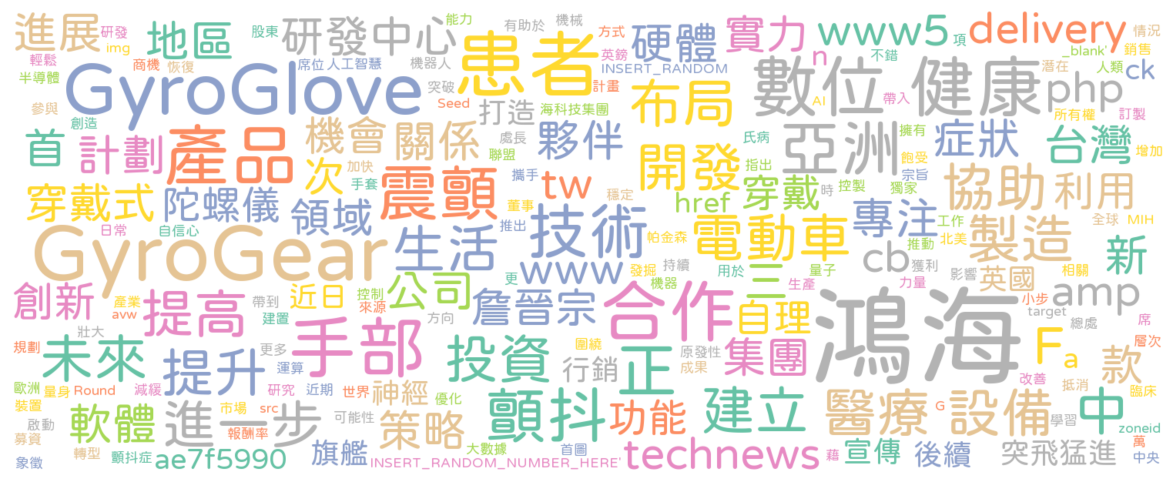 進展 研發 股東 研發中心 患者 能力 有助於 機械 方式 硬體 實力 www5 項 delivery 情況
img 地區 英鎊 n 不錯 _blank' 銷售
輕鬆 商機 恢復 席位 人工智慧 機器人 INSERT_RANDOM 數位 健康 潛在 人類 ck
半導體 GyroGlove 突破 Seed 計畫 布局 AI 帶入 php 所有權 訂製
參與 創造 產品 機會 關係 打造 處長 海科技集團 夥伴 亞洲 擁有 症狀 台灣 增加
首 計劃 加快 次 聯盟 氏病 指出 飽受 宗旨
穿戴式 陀螺儀 手套 震顫 攜手 tw 開發 穿戴 時 控製 獨家 協助 利用
領域 董事 穩定 href 專注 工作 全球 MIH
日常 自信心 生活 推出 技術 帕金森 電動車 推動 北美 製造 新
GyroGear www 更 發掘 持續 用於 量子 cb 獲利 影響 英國 相關
創新 產業 帶到 控制 公司 方向 機器 三 生產 力量 amp
avw 提高 建置 近日 來源 詹晉宗 合作 自理 鴻海 小步 target 總處 席
壯大 手部 圍繞 原發性 集團 F a 層次
規劃 未來 提升 更多 運算 投資 行銷 正 成果 改善 款
歐洲 量身 Round 減緩 研究 近期 世界 神經 優化 抵消 臨床
裝置 軟體 進一步 市場 src 可能性 策略 顫抖 功能 建立 醫療 G 設備 學習 中
啟動 報酬率 zoneid
募資 轉型 顫抖症 ae7f5990 旗艦 大數據 首圖 technews 宣傳 藉 後續 突飛猛進 萬
象徵 INSERT_RANDOM_NUMBER_HERE' 中央